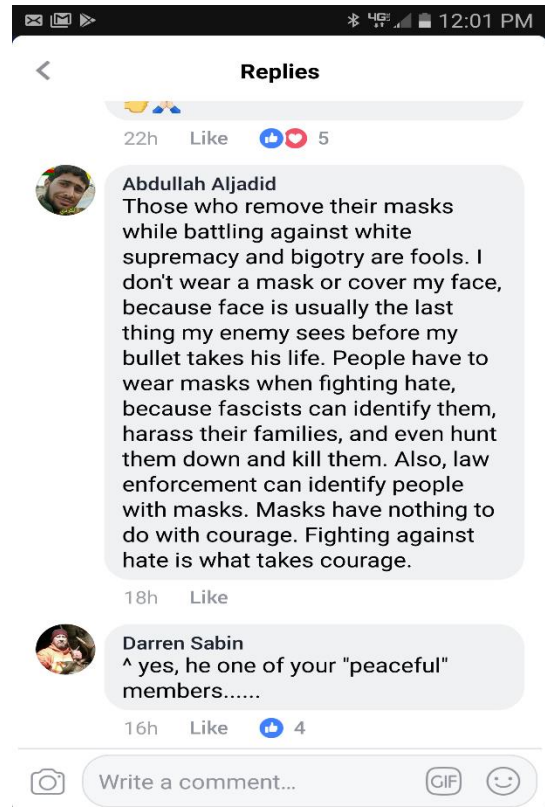 4G 12:01 PM
Replies
22h Like 5
Abdullah Aljadid
Those who remove their masks
while battling against white
supremacy and bigotry are fools. I
don't wear a mask or cover my face,
because face is usually the last
thing my enemy sees before my
bullet takes his life. People have to
wear masks when fighting hate,
because fascists can identify them,
harass their families, and even hunt
them down and kill them. Also, law
enforcement can identify people
with masks. Masks have nothing to
do with courage. Fighting against
hate is what takes courage.
18h Like
Darren Sabin
^ yes, he one of your "peaceful"
members......
16h Like 4
Write a comment... GIF